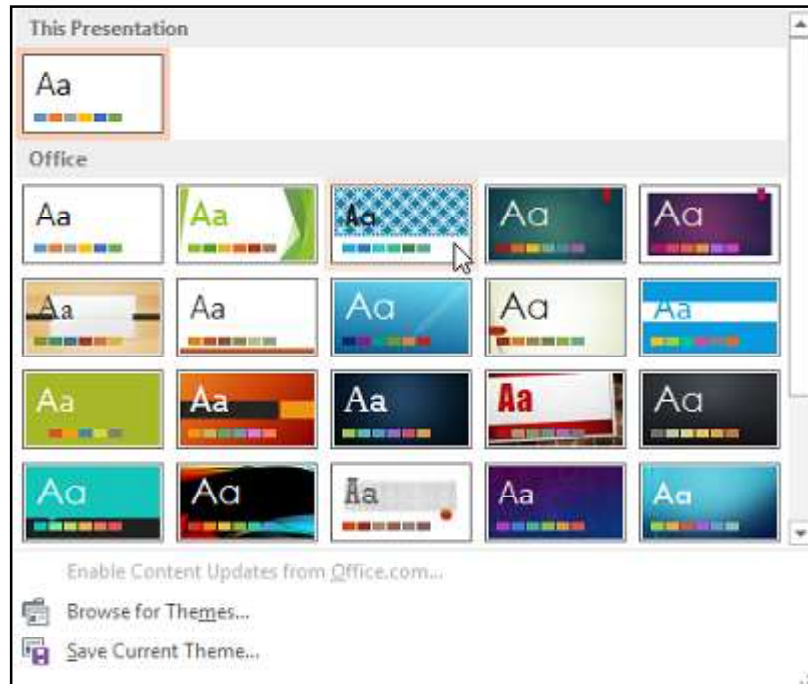 This Presentation
Aa
Office
Aa Aa Aa Aa Aa
Aa Aa Aa Aa Aa
Aa Aa Aa Aa Aa
Aa Aa Aa Aa Aa
Enable Content Updates from Office.com...
Browse for Themes...
Save Current Theme...